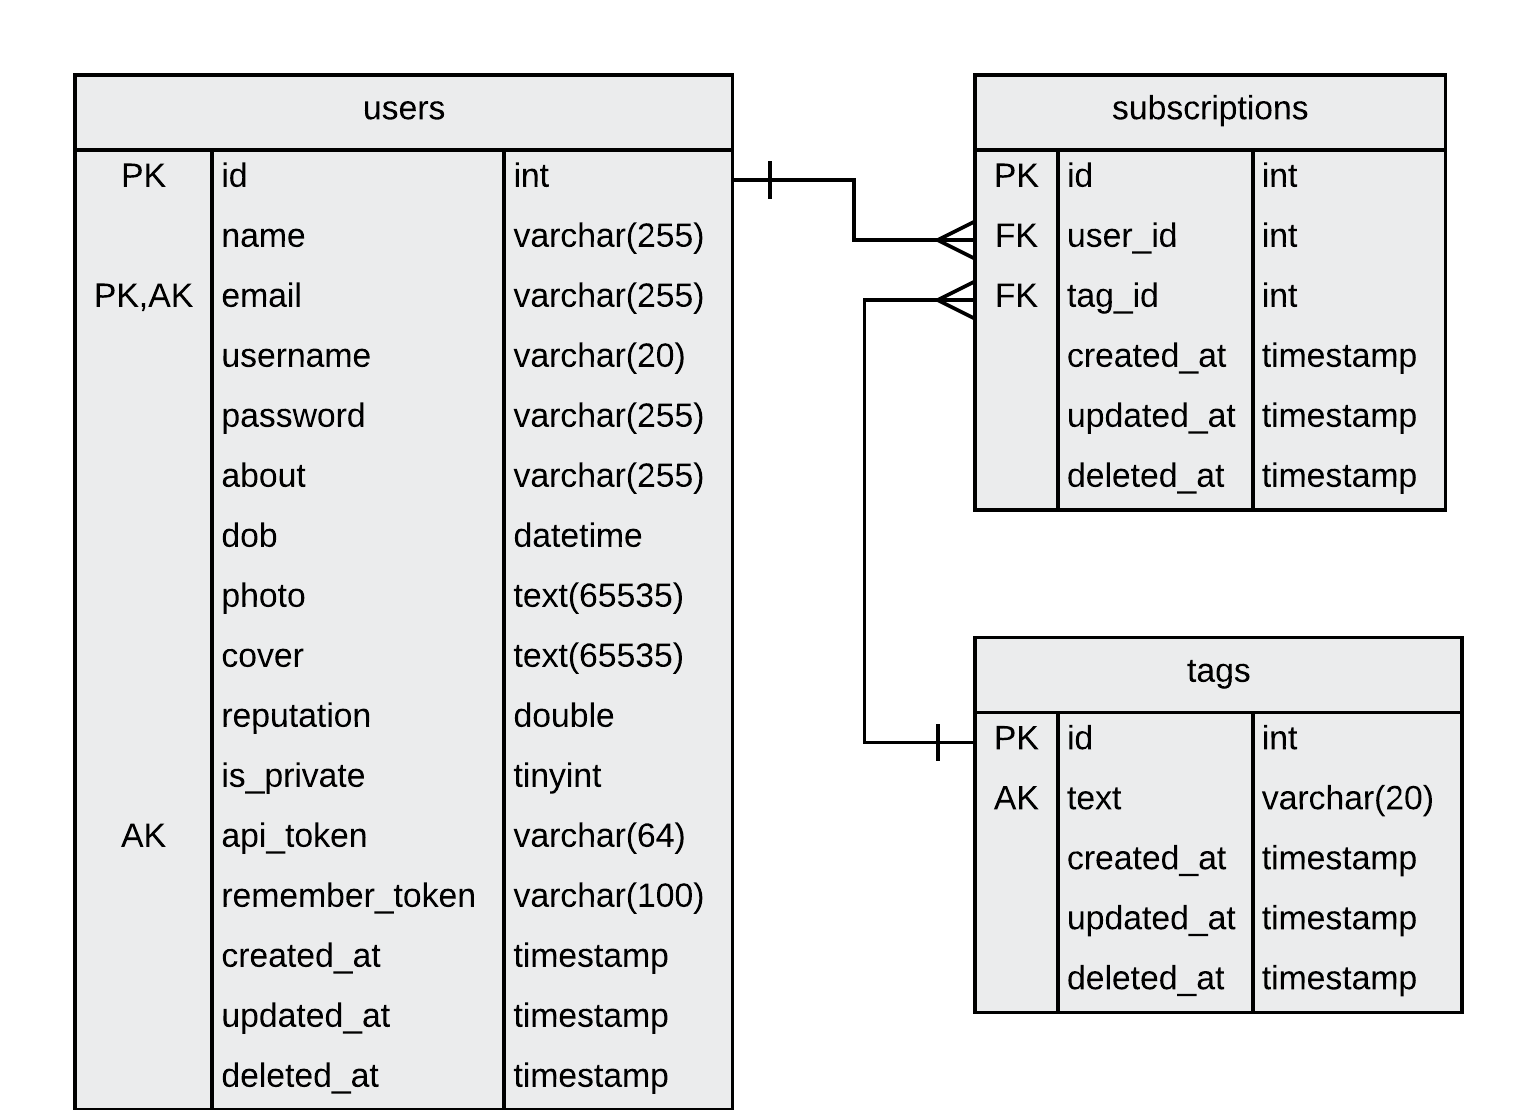 users
PK id int
name varchar(255)
PK,AK email varchar(255)
username varchar(20)
password varchar(255)
about varchar(255)
dob datetime
photo text(65535)
cover text(65535)
reputation double
is_private tinyint
AK api_token varchar(64)
remember_token varchar(100)
created_at timestamp
updated_at timestamp
deleted_at timestamp
subscriptions
PK id int
FK user_id int
FK tag_id int
created_at timestamp
updated_at timestamp
deleted_at timestamp
tags
PK id int
AK text varchar(20)
created_at timestamp
updated_at timestamp
deleted_at timestamp